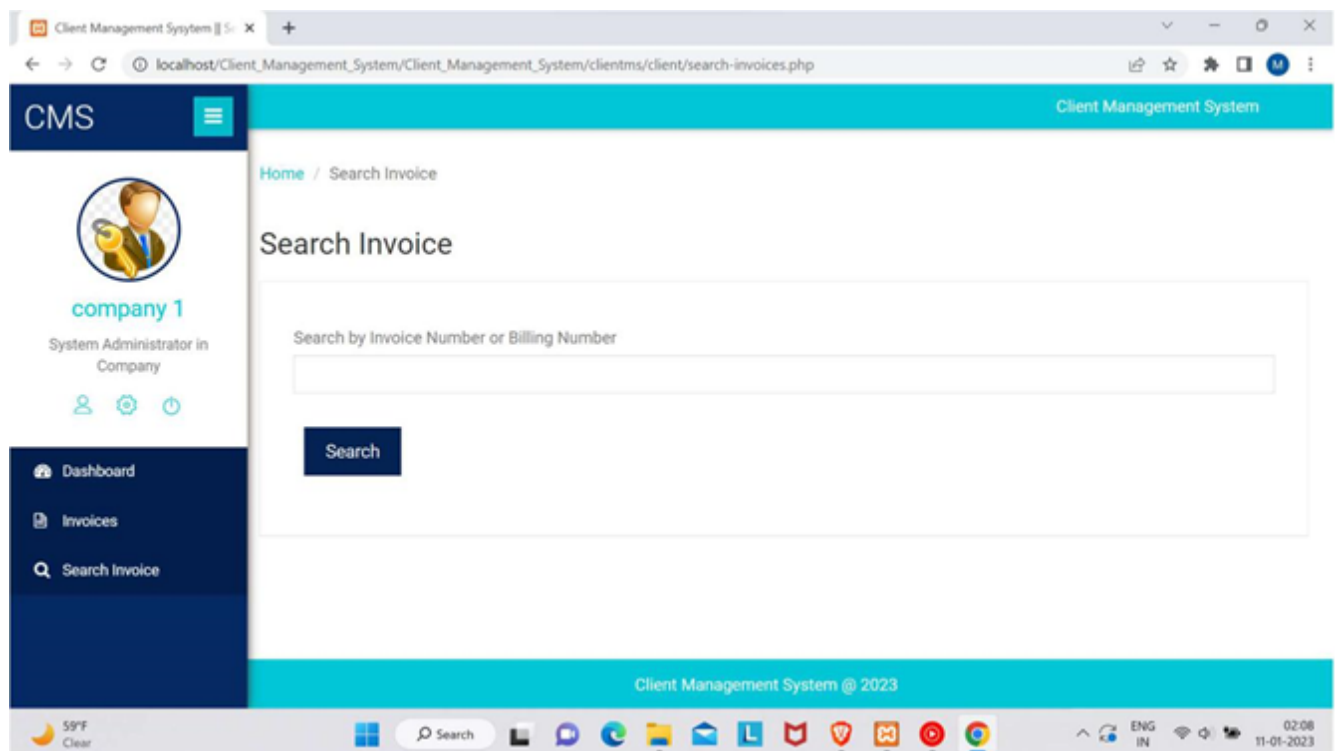 Client Management Sysytem || S
localhost/Client_Management_System/Client_Management_System/clientms/client/search-invoices.php
M
CMS
Client Management System
Home / Search Invoice
Search Invoice
company 1
System Administrator in
Company
Search by Invoice Number or Billing Number
Search
Dashboard
Invoices
Search Invoice
Client Management System @ 2023
59°F
Clear
Search
L
ENG
IN
02:08
11-01-2023